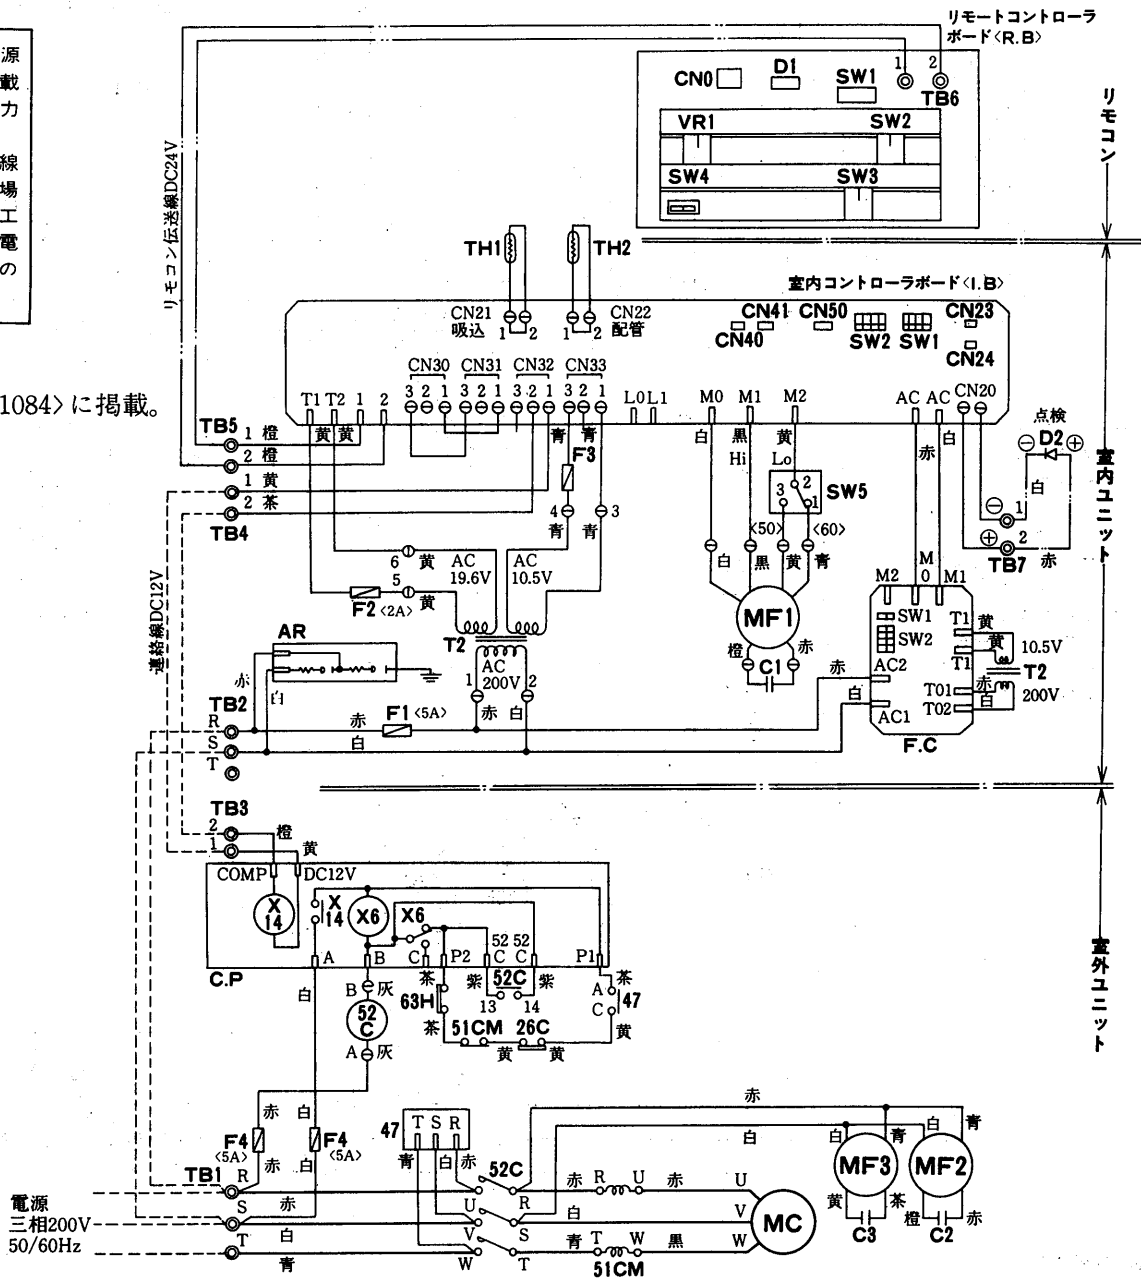 源
載
力
線
場
工
電
の
1084〉に掲載。
リモートコントローラ
ボード〈R.B〉
CN0
D1
SW1
1
2
TB6
VR1
SW2
SW4
SW3
リモコン
リモコン伝送線DC24V
TH1
TH2
室内コントローラボード〈I.B〉
CN21
吸込
1
2
CN22
配管
1
2
CN41
CN40
CN50
SW2
SW1
CN23
CN24
CN30
CN31
CN32
CN33
T1 T2 1 2
3 2 1
3 2 1
3 2 1
3 2 1
L0 L1
M0
M1
M2
AC AC
CN20
TB5
1 橙
2 橙
黄
黄
青
青
F3
白
黒
Hi
黄
Lo
赤
白
点検
⊖ D2 ⊕
白
赤
1 黄
2 茶
TB4
3
2
1
SW5
〈50〉
〈60〉
4
青
青
3
⊖ 1
⊕ 2
TB7
室内ユニット
6 黄
5
黄
F2〈2A〉
AC
19.6V
AC
10.5V
T2
AC
200V
1
2
赤
白
白
黒
黄
青
MF1
橙
赤
C1
M2
M
0
M1
SW1
SW2
T1
黄
黄
T1
10.5V
T2
赤
白
200V
T01
T02
AC2
AC1
F.C
赤
白
連絡線DC12V
AR
赤
白
TB2
R
S
T
赤
白
F1〈5A〉
TB3
2
1
橙
黄
COMP
DC12V
X
14
X
14
X6
X6
52
C
52
C
A
B
C
P2
P1
C.P
白
B 灰
52
C
A 灰
茶
63H
茶
紫
52C
紫
13
14
51CM
黄
26C
黄
茶
A
C
47
黄
室外ユニット
赤
白
F4
〈5A〉
F4
〈5A〉
赤
白
47
T S R
青
白
赤
52C
赤
白
白
青
白
青
MF3
MF2
黄
茶
橙
赤
C3
C2
TB1
R
S
T
赤
白
青
U
V
W
R
S
T
赤 R U 赤
白
青 T W 黒
51CM
U
V
W
MC
電源
三相200V
50/60Hz